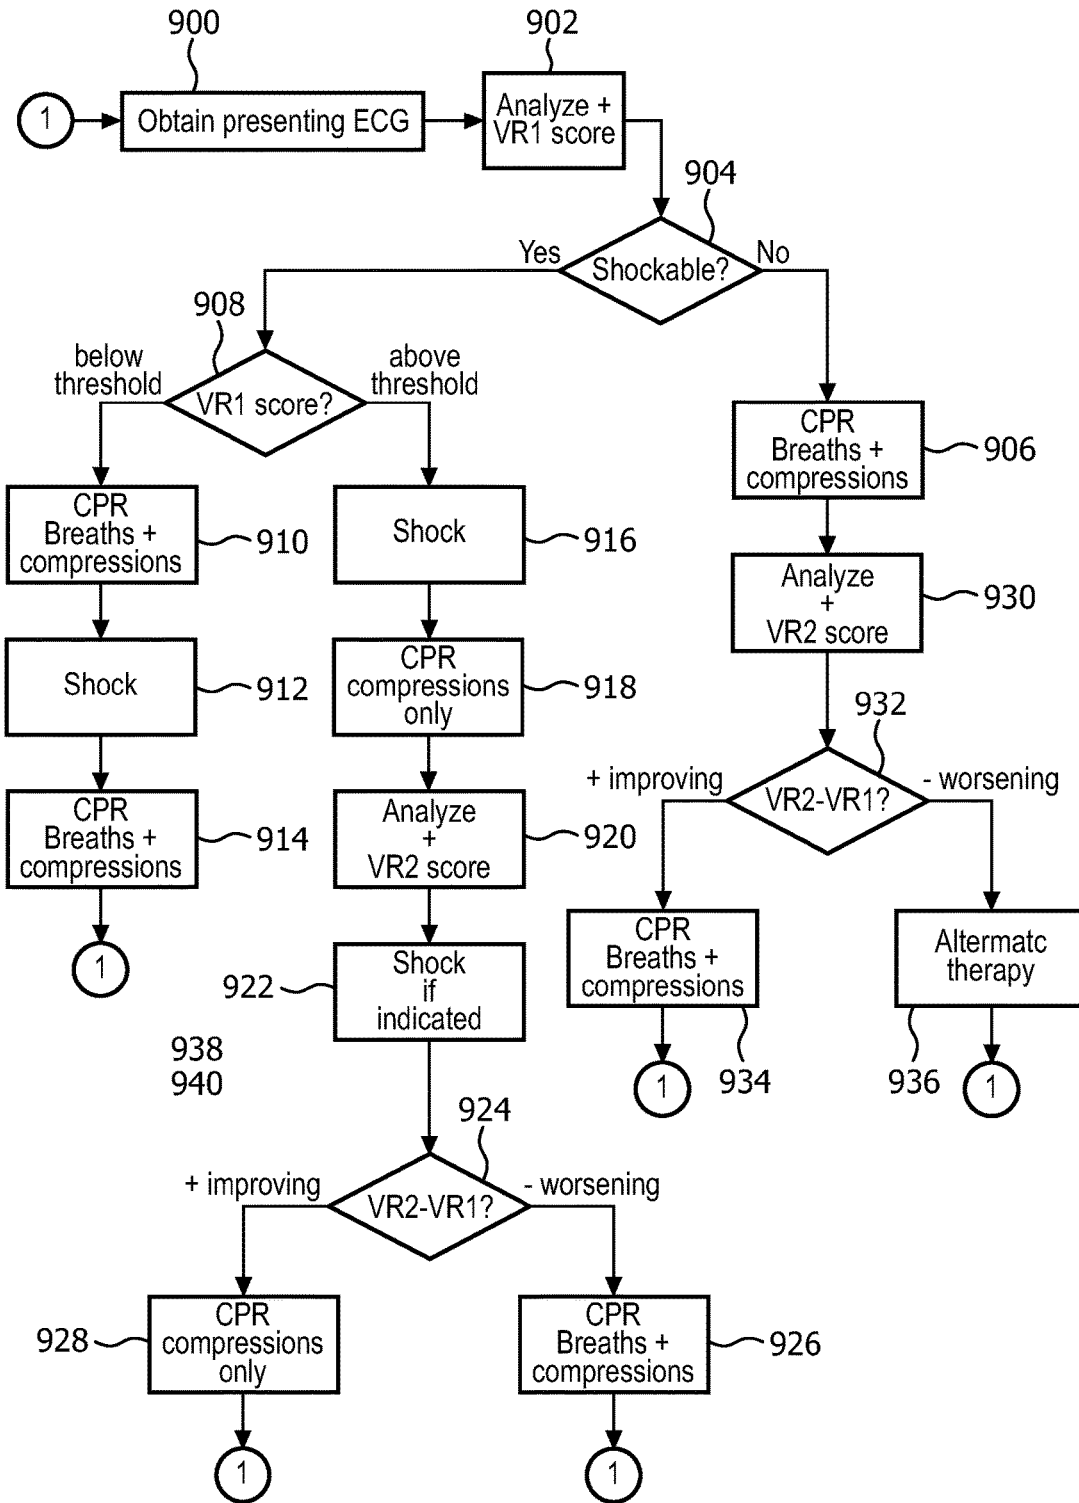 900
902
1
Obtain presenting ECG
Analyze +
VR1 score
904
Yes
Shockable?
No
908
below
threshold
above
threshold
VR1 score?
CPR
Breaths +
compressions
906
CPR
Breaths +
compressions
910
Shock
916
Analyze
+
VR2 score
930
Shock
912
CPR
compressions
only
918
932
+ improving
VR2-VR1?
- worsening
CPR
Breaths +
compressions
914
Analyze
+
VR2 score
920
CPR
Breaths +
compressions
Altermatc
therapy
1
922
Shock
if
indicated
938
940
1
934
936
1
924
+ improving
VR2-VR1?
- worsening
928
CPR
compressions
only
CPR
Breaths +
compressions
926
1
1